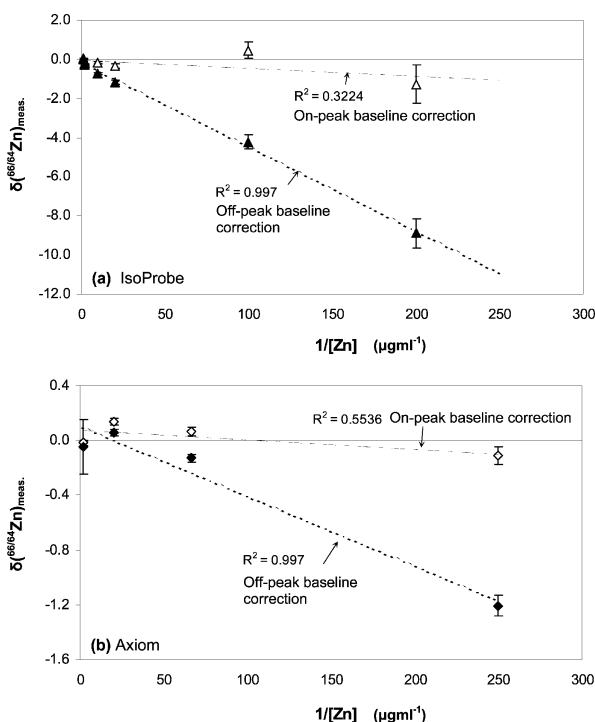 2.0
0.0
-2.0
-4.0
-6.0
-8.0
-10.0
-12.0
δ(⁶⁶/⁶⁴Zn)meas.
R² = 0.3224
On-peak baseline correction
R² = 0.997
Off-peak baseline
correction
(a) IsoProbe
0 50 100 150 200 250 300
1/[Zn] (µgml⁻¹)
0.4
0.0
-0.4
-0.8
-1.2
-1.6
δ(⁶⁶/⁶⁴Zn)meas.
R² = 0.5536 On-peak baseline correction
R² = 0.997
Off-peak baseline
correction
(b) Axiom
0 50 100 150 200 250 300
1/[Zn] (µgml⁻¹)